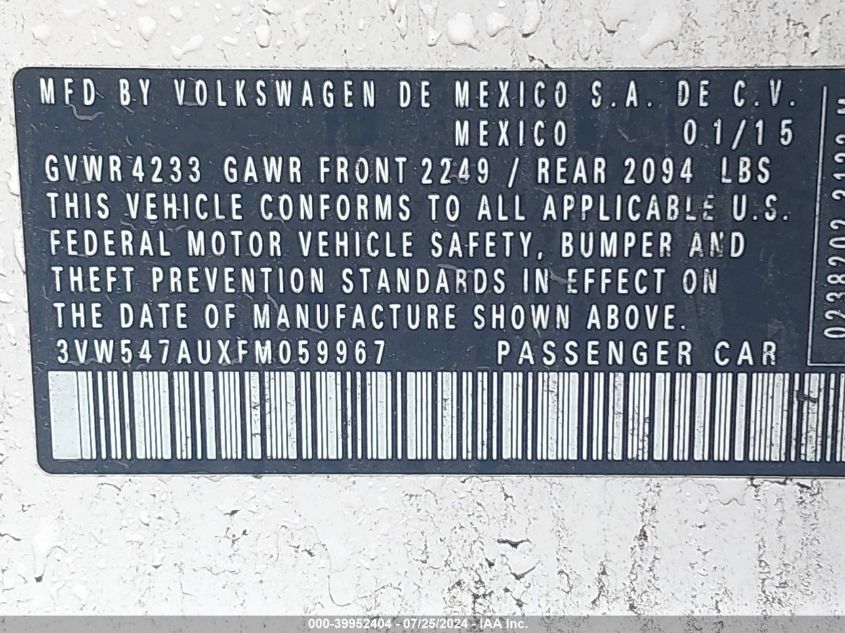 MFD BY VOLKSWAGEN DE MEXICO S.A. DE C.V.
MEXICO 01/15
GVWR 4233 GAWR FRONT 2249 / REAR 2094 LBS
THIS VEHICLE CONFORMS TO ALL APPLICABLE U.S.
FEDERAL MOTOR VEHICLE SAFETY, BUMPER AND
THEFT PREVENTION STANDARDS IN EFFECT ON
THE DATE OF MANUFACTURE SHOWN ABOVE.
3VW547AUXFM059967 PASSENGER CAR
000-39952404 - 07/25/2024 - IAA Inc.